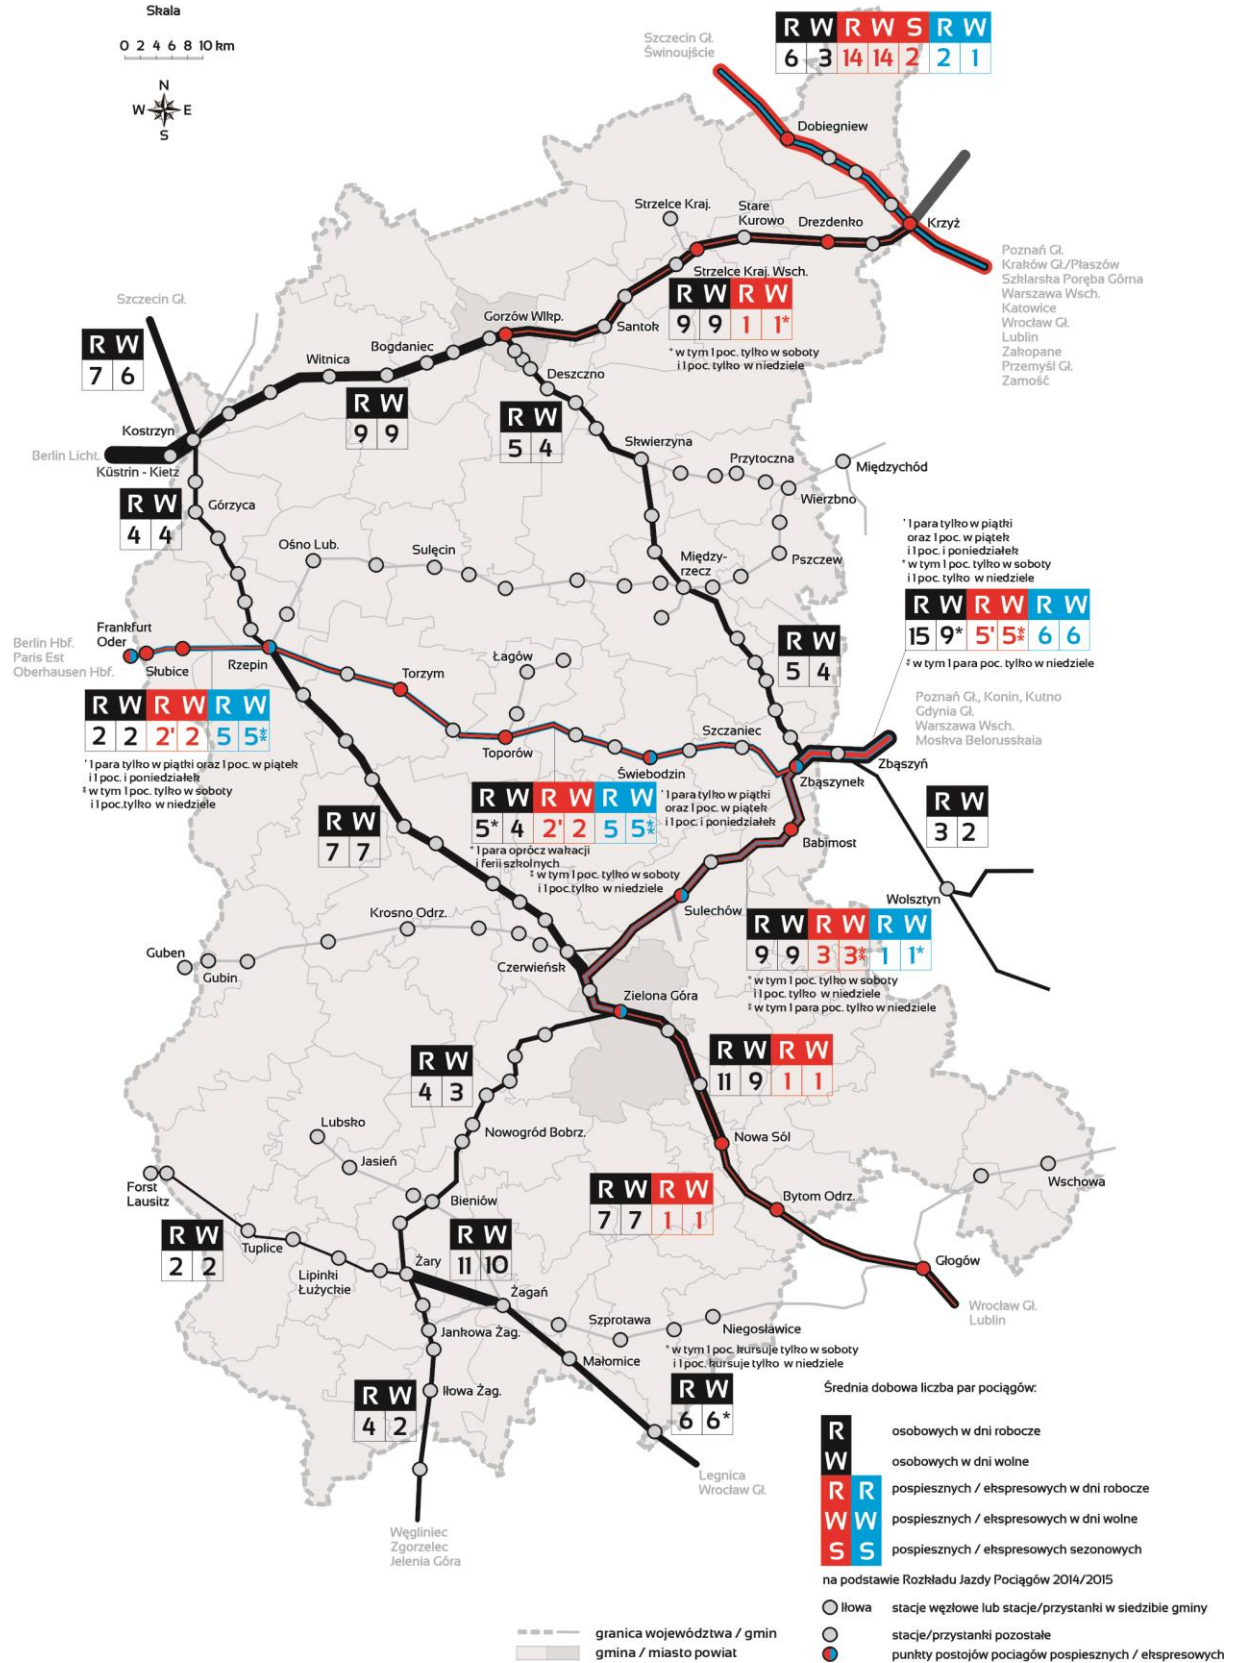 Skala
0 2 4 6 8 10 km
N
W E
S
Szczecin Gł.
Świnoujście
R W R W S R W
6 3 14 14 2 2 1
Dobiegniew
Strzelce Kraj.
Stare
Kurowo
Drezdenko
Krzyż
Strzelce Kraj. Wsch.
Poznań Gł.
Kraków Gł./Płaszów
Szklarska Poręba Górna
Warszawa Wsch.
Katowice
Wrocław Gł.
Lublin
Zakopane
Przemyśl Gł.
Zamość
R W R W
9 9 1 1*
* w tym 1 poc. tylko w soboty
i 1 poc. tylko w niedziele
Szczecin Gł.
Gorzów Wlkp.
Santok
R W
7 6
Witnica
Bogdaniec
Deszczno
R W
9 9
R W
5 4
Kostrzyn
Berlin Licht.
Küstrin - Kietz
Skwierzyna
Przytoczna
Międzychód
Wierzbno
R W
4 4
Górzyca
Ośno Lub.
Sulęcin
Między-
rzecz
Pszczew
' 1 para tylko w piątki
oraz 1 poc. w piątek
i 1 poc. i poniedziałek
* w tym 1 poc. tylko w soboty
i 1 poc. tylko w niedziele
R W R W R W
15 9* 5' 5⁑ 6 6
⁑ w tym 1 para poc. tylko w niedziele
Berlin Hbf.
Paris Est
Oberhausen Hbf.
Frankfurt
Oder
Słubice
Rzepin
Torzym
Łagów
R W
5 4
Poznań Gł., Konin, Kutno
Gdynia Gł.
Warszawa Wsch.
Moskva Belorusskaia
R W R W R W
2 2 2' 2 5 5⁑
' 1 para tylko w piątki oraz 1 poc. w piątek
i 1 poc. i poniedziałek
⁑ w tym 1 poc. tylko w soboty
i 1 poc.tylko w niedziele
Toporów
Świebodzin
Szczaniec
Zbąszynek
Zbąszyń
R W R W R W
5* 4 2' 2 5 5⁑
' 1 para tylko w piątki
oraz 1 poc. w piątek
i 1 poc. i poniedziałek
* 1 para oprócz wakacji
i ferii szkolnych
⁑ w tym 1 poc. tylko w soboty
i 1 poc.tylko w niedziele
R W
7 7
R W
3 2
Babimost
Wolsztyn
Sulechów
Krosno Odrz.
Guben
Gubin
Czerwieńsk
R W R W R W
9 9 3 3⁑ 1 1*
* w tym 1 poc. tylko w soboty
i 1 poc. tylko w niedziele
⁑ w tym 1 para poc. tylko w niedziele
Zielona Góra
R W
4 3
R W R W
11 9 1 1
Lubsko
Nowogród Bobrz.
Nowa Sól
Jasień
Forst
Lausitz
Bieniów
R W R W
7 7 1 1
Bytom Odrz.
Wschowa
R W
2 2
Tuplice
Lipinki
Łużyckie
Żary
R W
11 10
Żagań
Głogów
Wrocław Gł.
Lublin
Jankowa Żag.
Szprotawa
Niegosławice
Małomice
* w tym 1 poc. kursuje tylko w soboty
i 1 poc. kursuje tylko w niedziele
Iłowa Żag.
R W
4 2
R W
6 6*
Legnica
Wrocław Gł.
Węgliniec
Zgorzelec
Jelenia Góra
Średnia dobowa liczba par pociągów:
R osobowych w dni robocze
W osobowych w dni wolne
R R pospiesznych / ekspresowych w dni robocze
W W pospiesznych / ekspresowych w dni wolne
S S pospiesznych / ekspresowych sezonowych
na podstawie Rozkładu Jazdy Pociągów 2014/2015
Iłowa stacje węzłowe lub stacje/przystanki w siedzibie gminy
stacje/przystanki pozostałe
punkty postojów pociagów pospiesznych / ekspresowych
granica województwa / gmin
gmina / miasto powiat